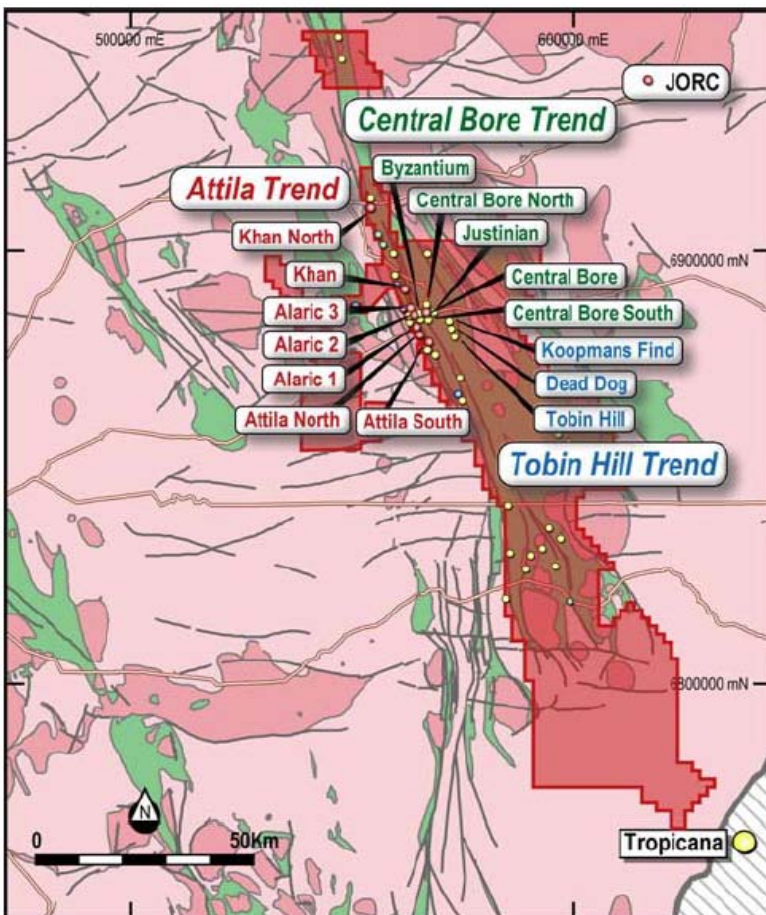 500000 mE
600000mE
JORC
Central Bore Trend
Byzantium
Attila Trend
Central Bore North
Khan North
Justinian
6900000 mN
Khan
Central Bore
Alaric 3
Central Bore South
Alaric 2
Koopmans Find
Alaric 1
Dead Dog
Attila North
Attila South
Tobin Hill
Tobin Hill Trend
6800000 mN
N
0
50Km
Tropicana